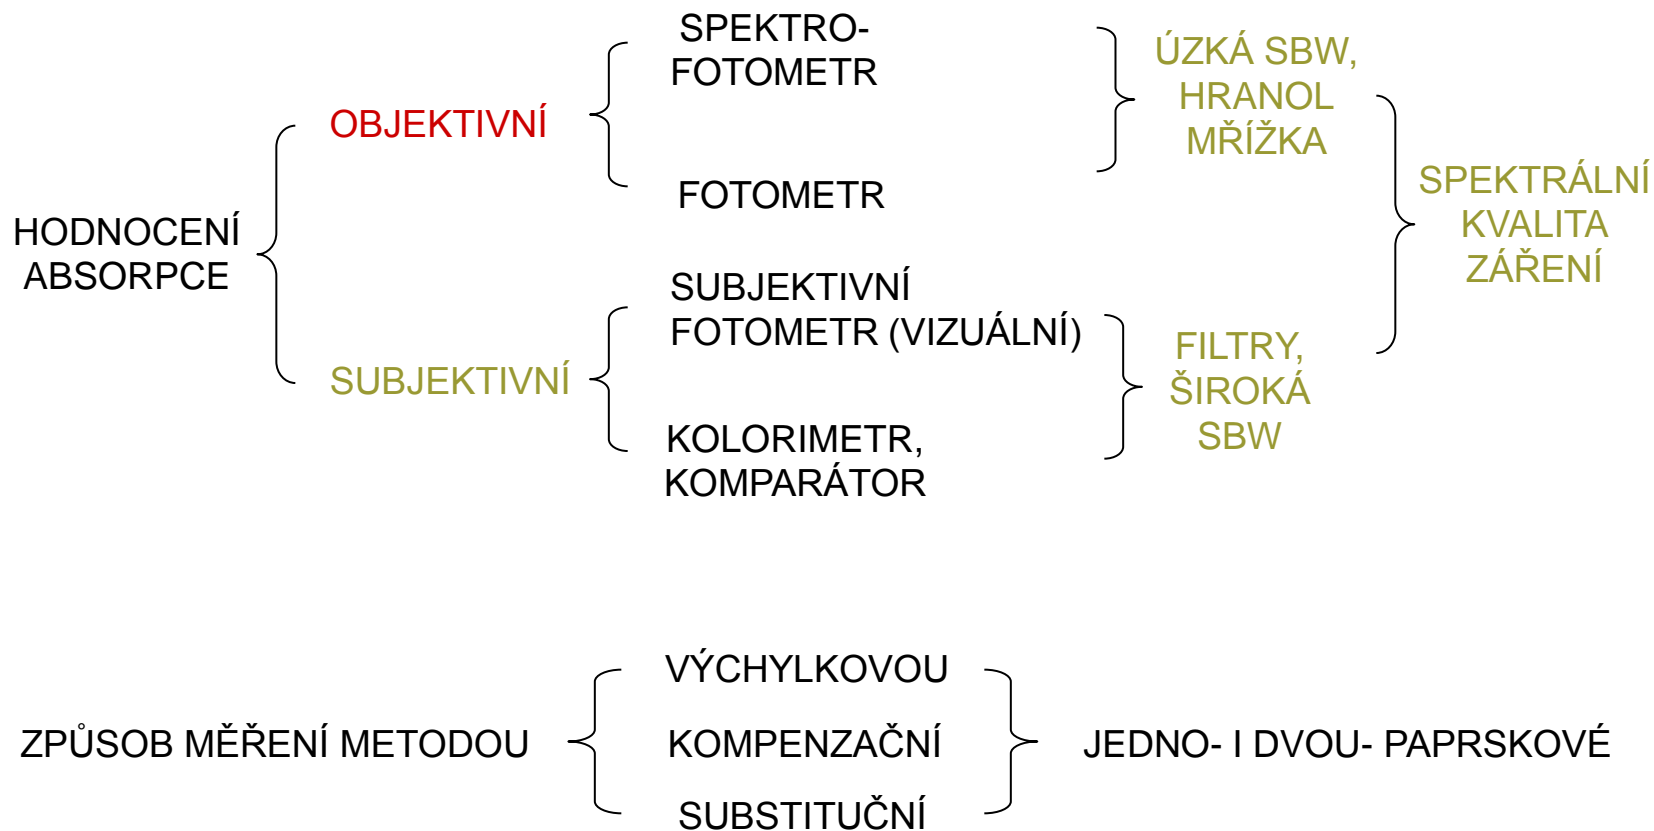 HODNOCENÍ
ABSORPCE
OBJEKTIVNÍ
SPEKTRO-
FOTOMETR
FOTOMETR
ÚZKÁ SBW,
HRANOL
MŘÍŽKA
SUBJEKTIVNÍ
SUBJEKTIVNÍ
FOTOMETR (VIZUÁLNÍ)
KOLORIMETR,
KOMPARÁTOR
FILTRY,
ŠIROKÁ
SBW
SPEKTRÁLNÍ
KVALITA
ZÁŘENÍ
ZPŮSOB MĚŘENÍ METODOU
VÝCHYLKOVOU
KOMPENZAČNÍ
SUBSTITUČNÍ
JEDNO- I DVOU- PAPRSKOVÉ